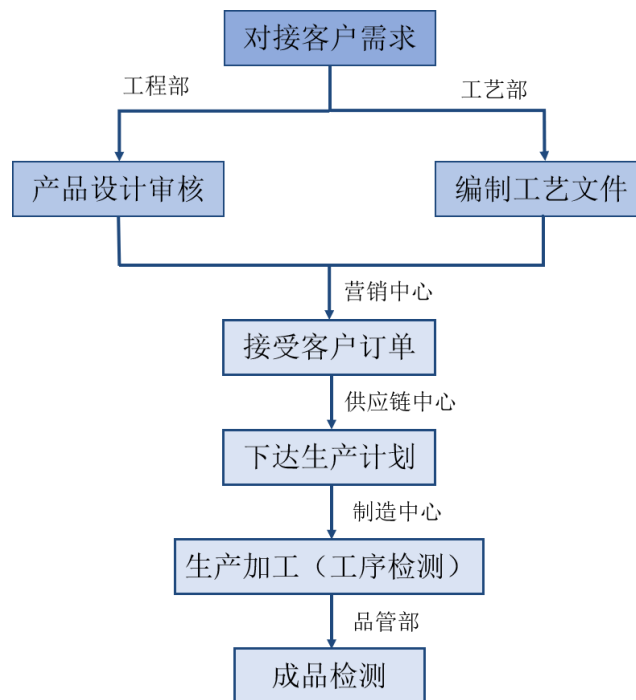 对接客户需求
工程部
工艺部
产品设计审核
编制工艺文件
营销中心
接受客户订单
供应链中心
下达生产计划
制造中心
生产加工（工序检测）
品管部
成品检测